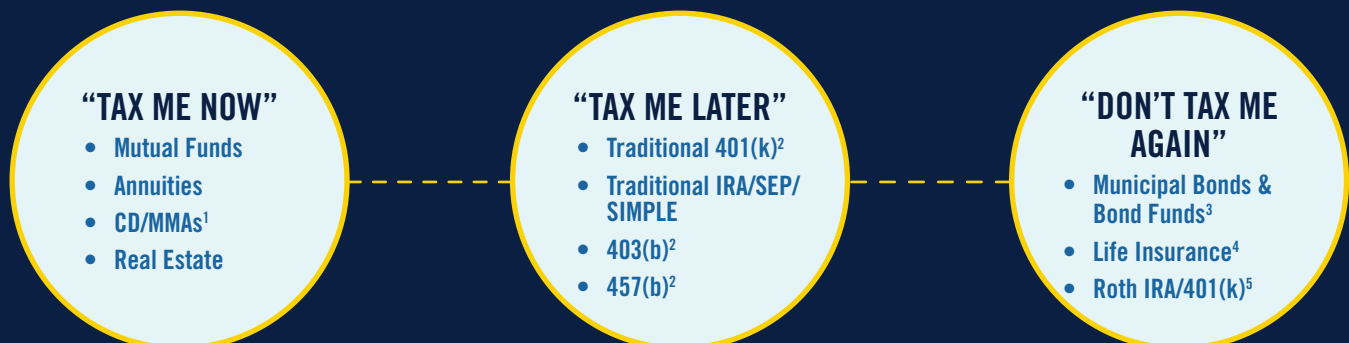 “TAX ME NOW”
• Mutual Funds
• Annuities
• CD/MMAs¹
• Real Estate
“TAX ME LATER”
• Traditional 401(k)²
• Traditional IRA/SEP/
SIMPLE
• 403(b)²
• 457(b)²
“DON’T TAX ME
AGAIN”
• Municipal Bonds &
Bond Funds³
• Life Insurance⁴
• Roth IRA/401(k)⁵